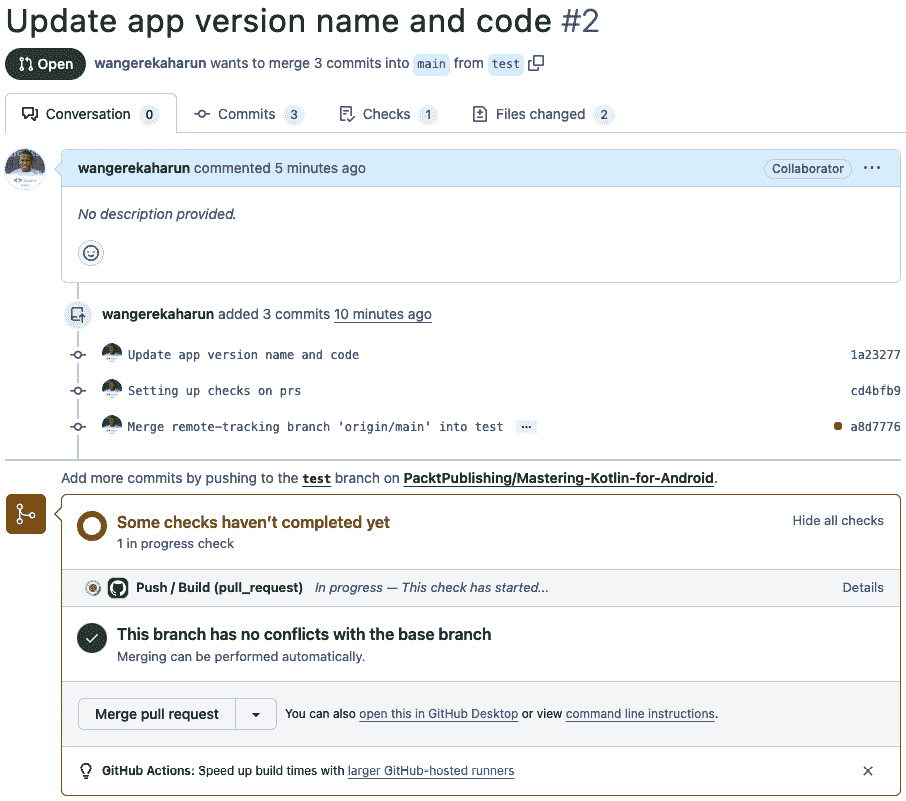 Update app version name and code #2
Open wangerekaharun wants to merge 3 commits into main from test
Conversation 0 Commits 3 Checks 1 Files changed 2
wangerekaharun commented 5 minutes ago Collaborator ...
No description provided.
wangerekaharun added 3 commits 10 minutes ago
Update app version name and code 1a23277
Setting up checks on prs cd4bfb9
Merge remote-tracking branch 'origin/main' into test ... a8d7776
Add more commits by pushing to the test branch on PacktPublishing/Mastering-Kotlin-for-Android.
Some checks haven't completed yet Hide all checks
1 in progress check
Push / Build (pull_request) In progress — This check has started... Details
This branch has no conflicts with the base branch
Merging can be performed automatically.
Merge pull request You can also open this in GitHub Desktop or view command line instructions.
GitHub Actions: Speed up build times with larger GitHub-hosted runners